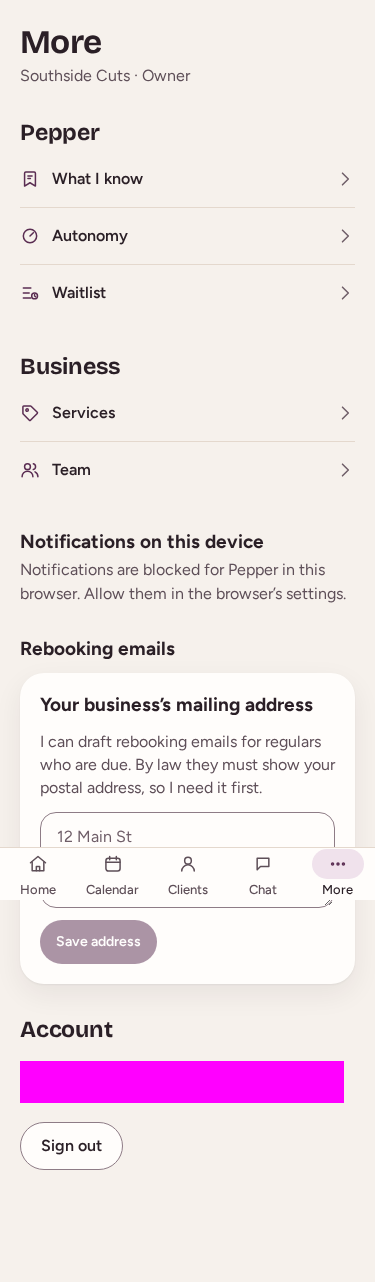 More
Southside Cuts · Owner
Pepper
What I know
Autonomy
Waitlist
Business
Services
Team
Notifications on this device
Notifications are blocked for Pepper in this
browser. Allow them in the browser’s settings.
Rebooking emails
Your business’s mailing address
I can draft rebooking emails for regulars
who are due. By law they must show your
postal address, so I need it first.
12 Main St
Home
Calendar
Clients
Chat
More
Save address
Account
Sign out